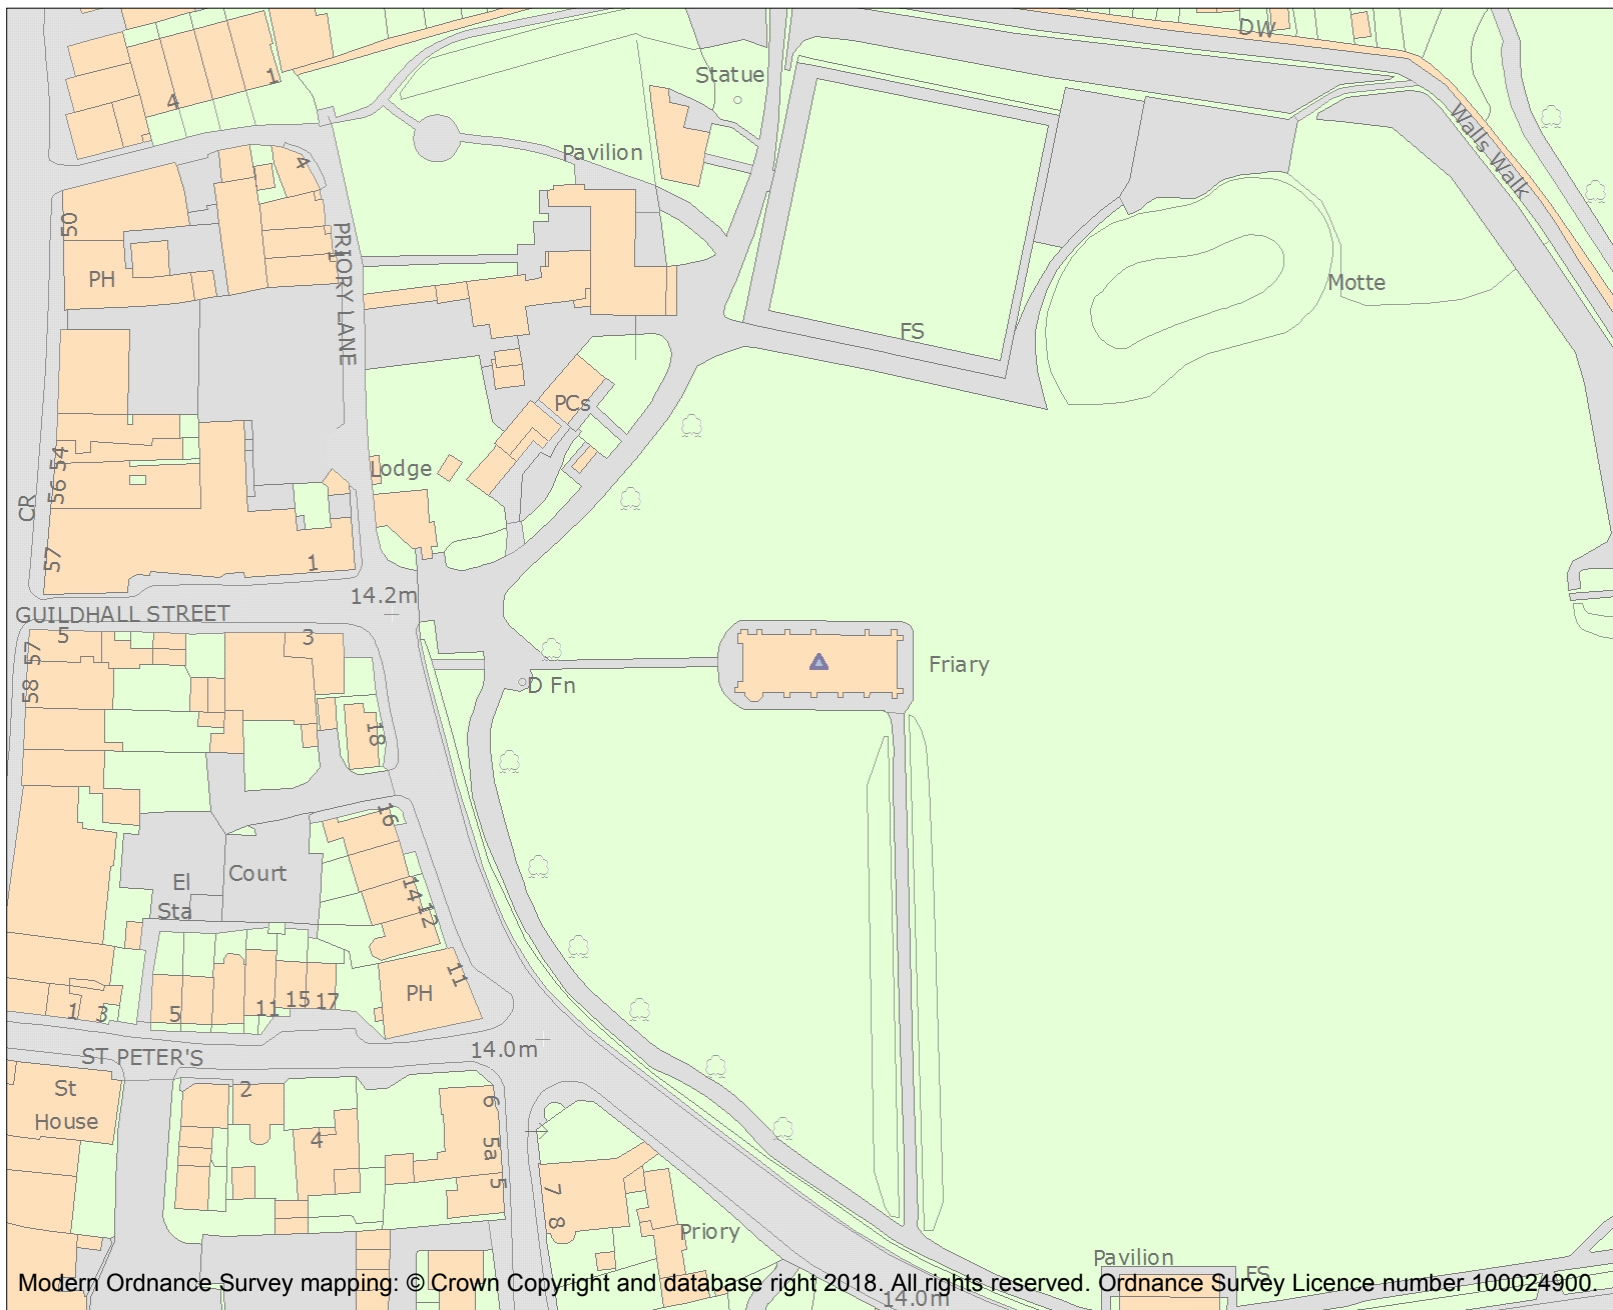 DW
Statue
1
4
Pavilion
4
Walls Walk
50
PRIORY LANE
1
PH
Motte
FS
PCs
54
Lodge
56
CR
57
1
14.2m
GUILDHALL STREET
5
3
57
Friary
58
D Fn
18
16
Court
El
Sta
14
12
11
PH
1
3
5
11
15
17
14.0m
ST PETER'S
St
House
2
6
4
5a
5
7
8
Priory
Pavilion
FS
Modern Ordnance Survey mapping: © Crown Copyright and database right 2018. All rights reserved. Ordnance Survey Licence number 100024900.
14.0m